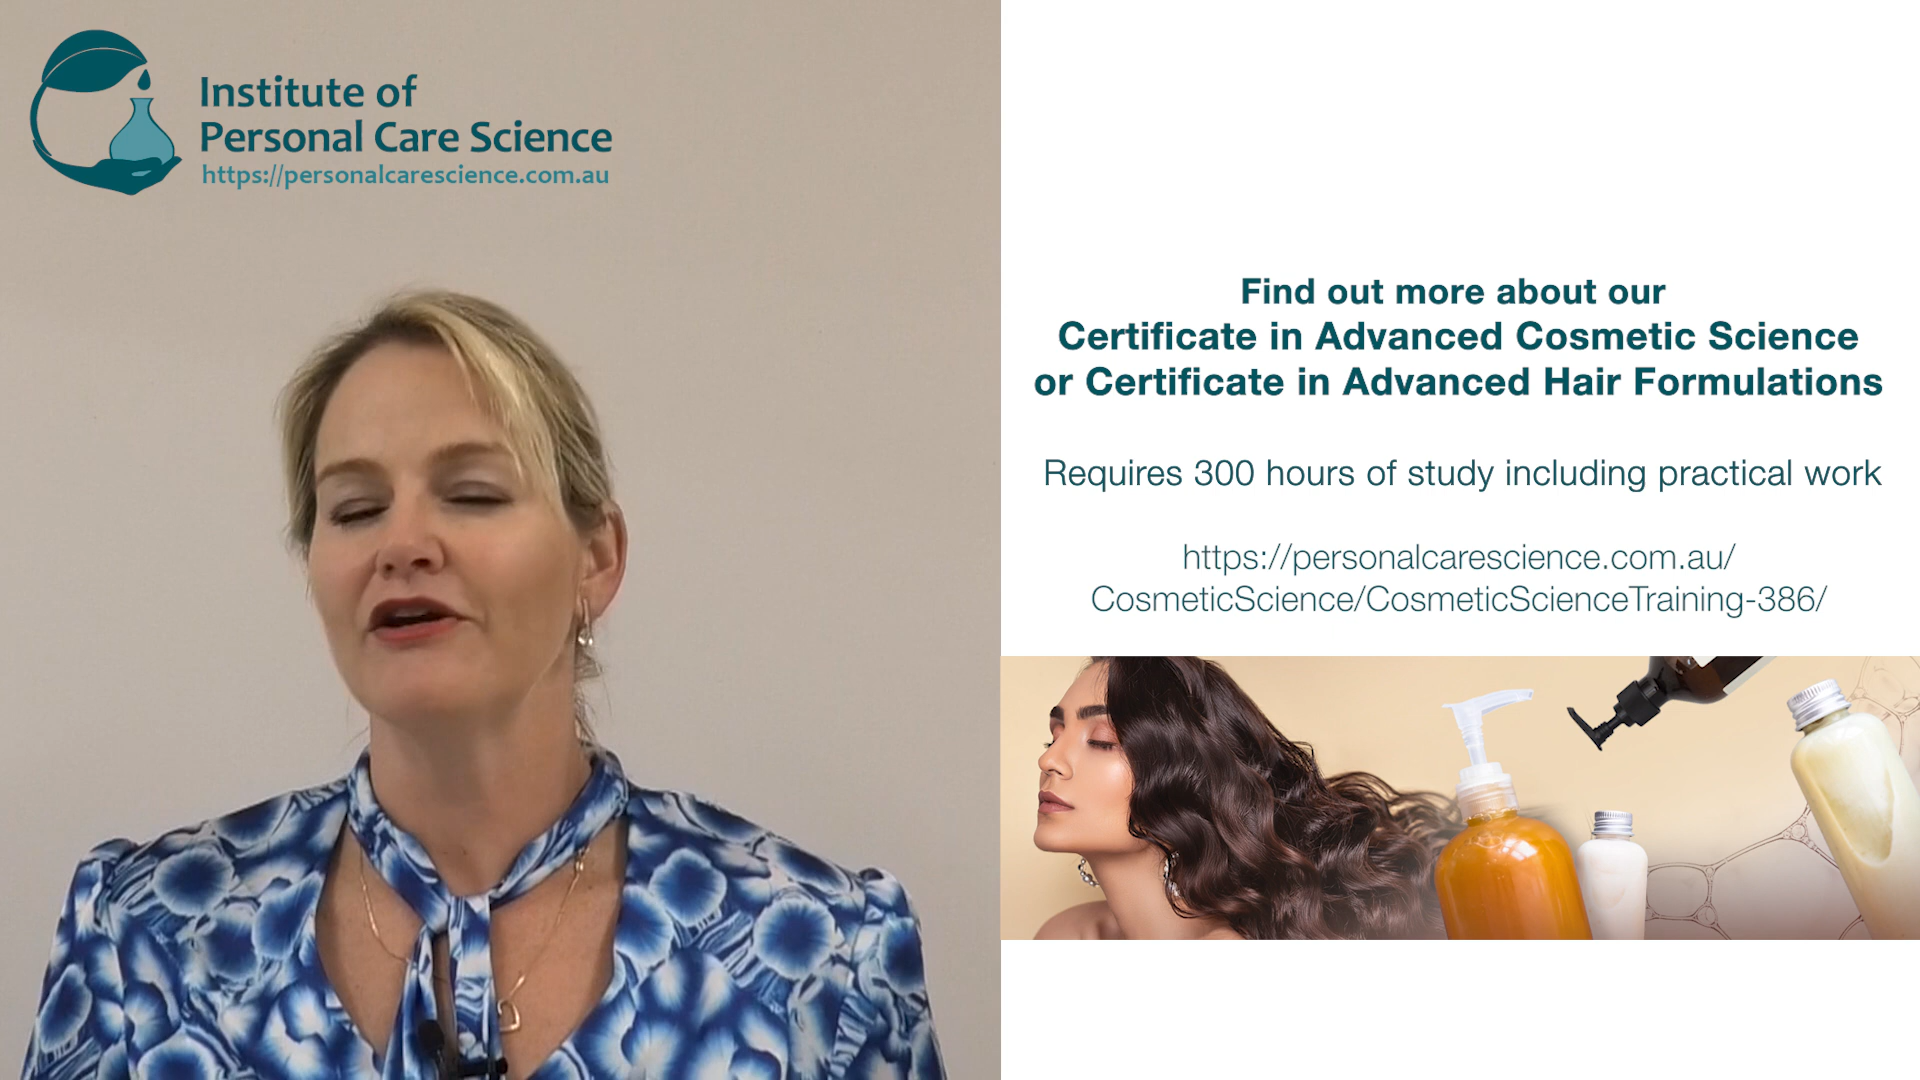 Institute of
Personal Care Science
https://personalcarescience.com.au
Find out more about our
Certificate in Advanced Cosmetic Science
or Certificate in Advanced Hair Formulations
Requires 300 hours of study including practical work
https://personalcarescience.com.au/
CosmeticScience/CosmeticScienceTraining-386/